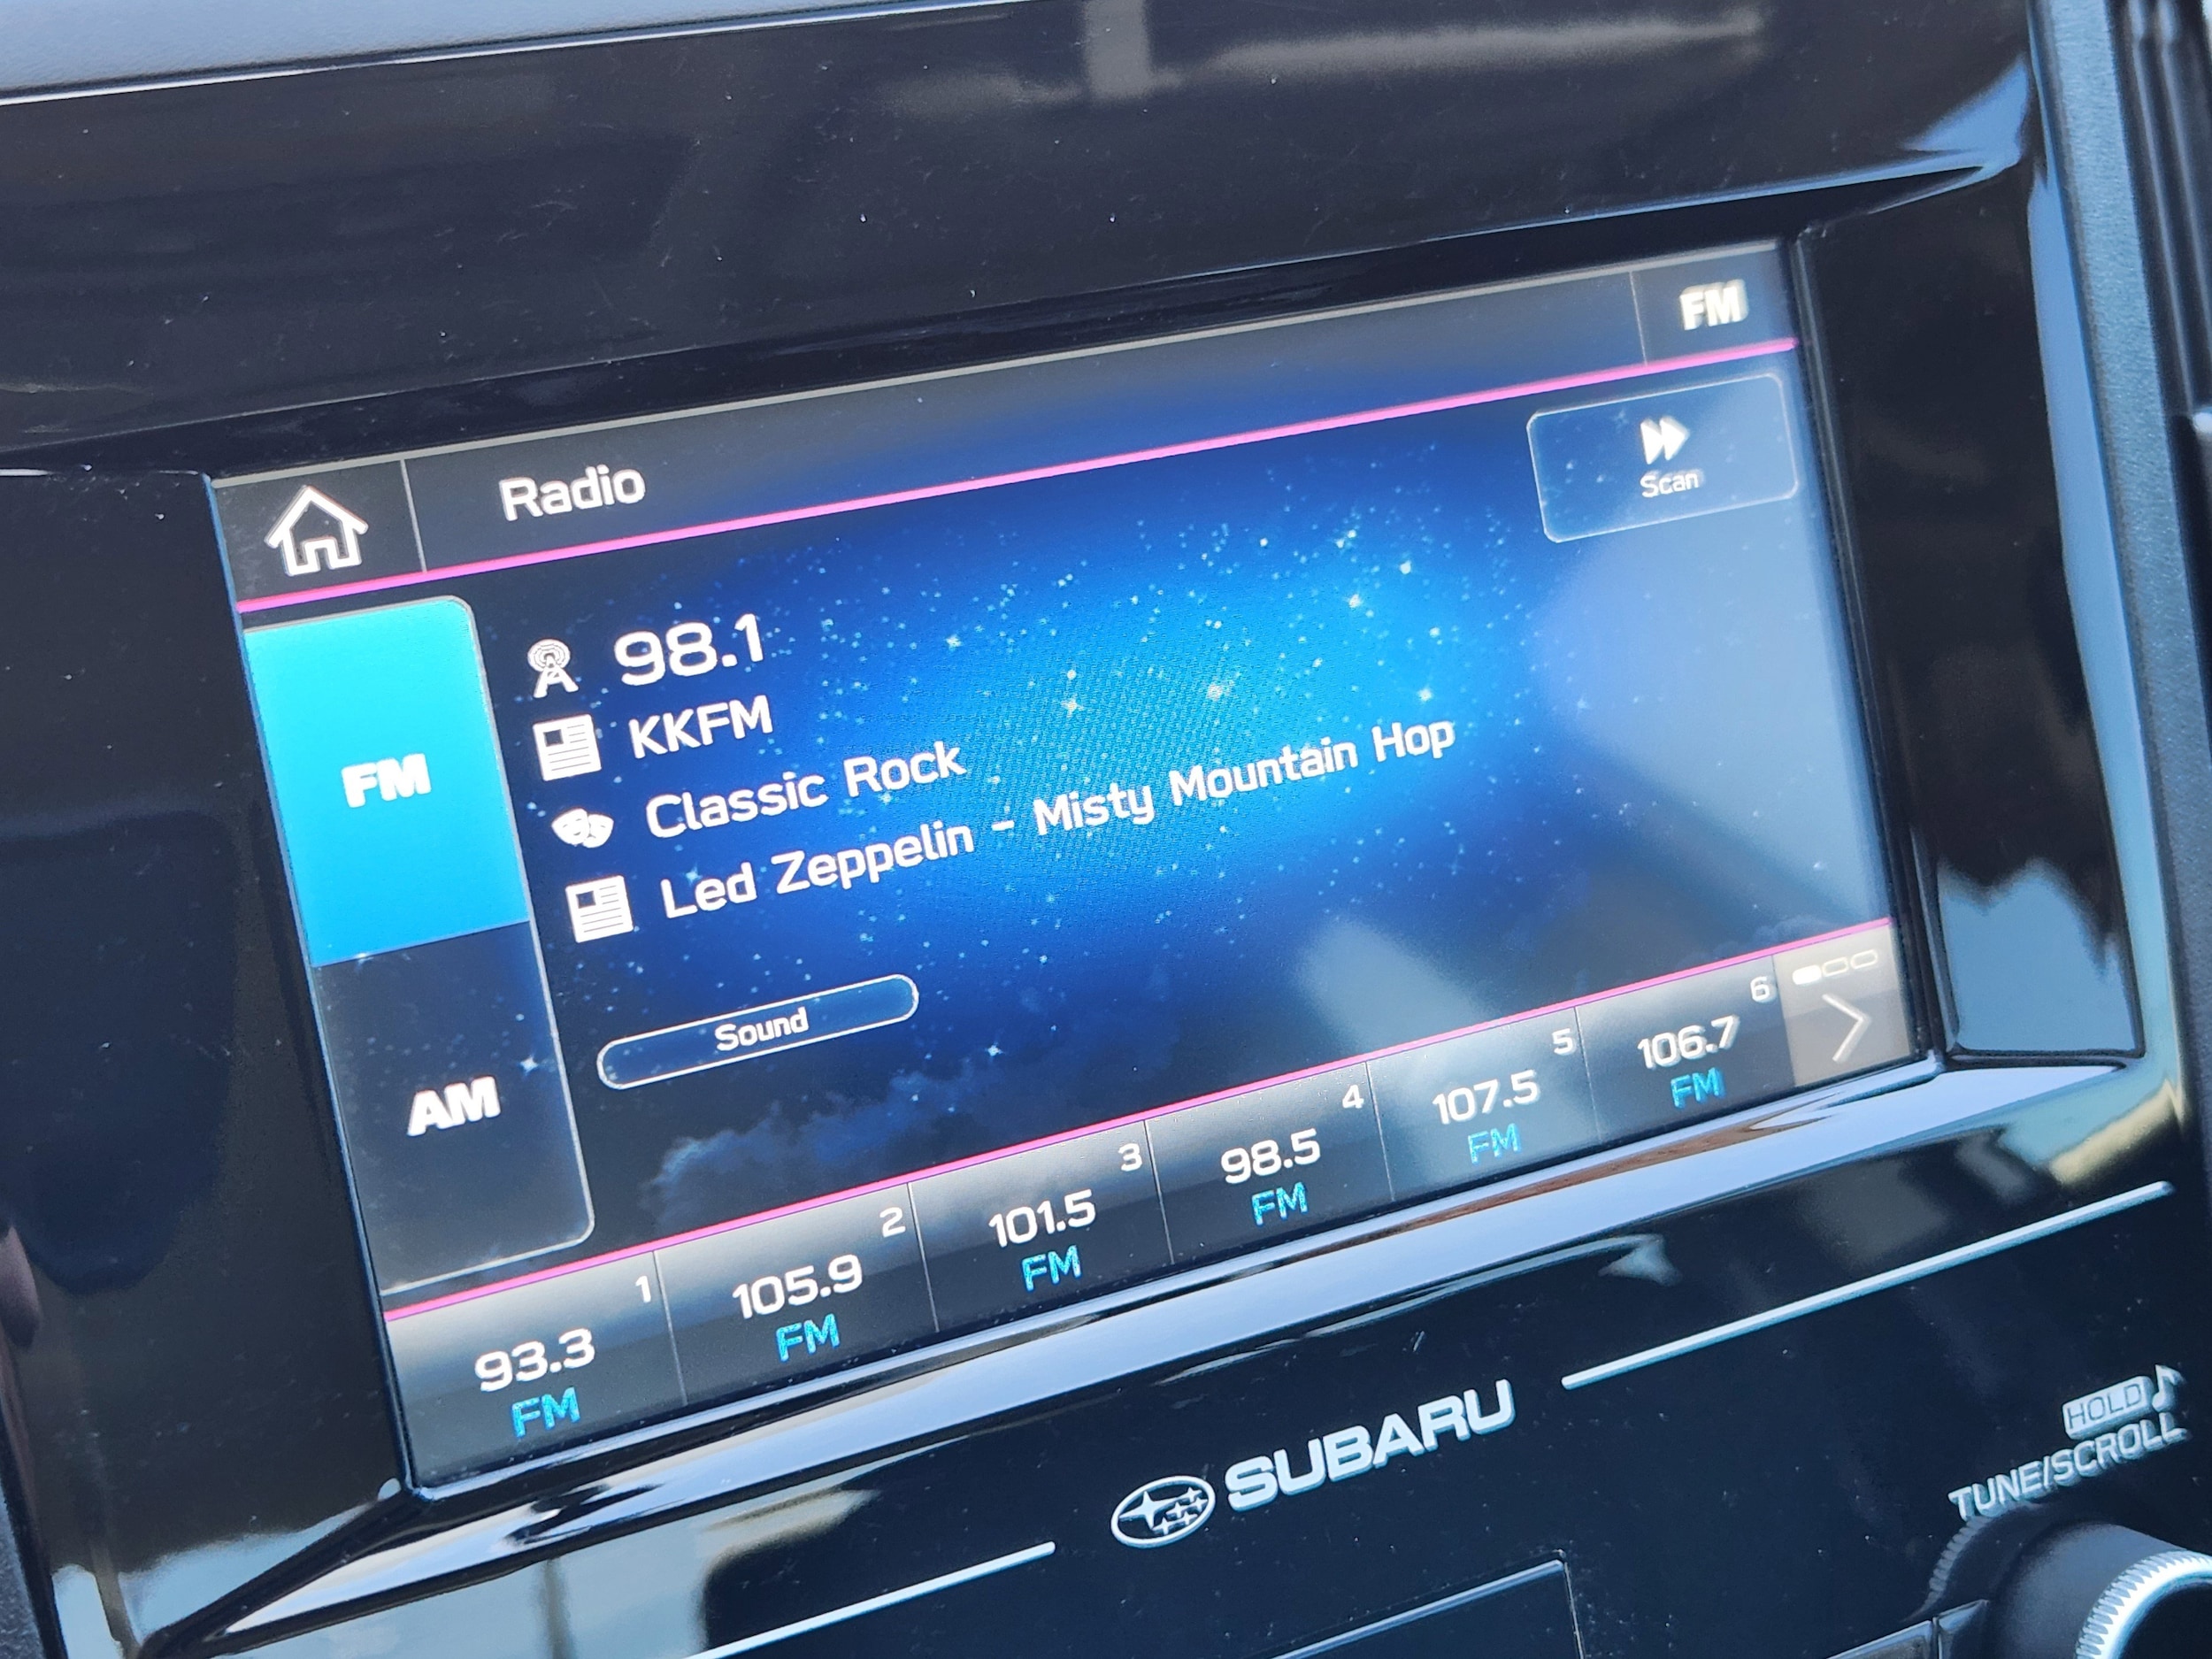 Radio
FM
Scan
98.1
KKFM
Classic Rock
Led Zeppelin - Misty Mountain Hop
FM
AM
Sound
1
93.3
FM
2
105.9
FM
3
101.5
FM
4
98.5
FM
5
107.5
FM
6
106.7
FM
SUBARU
HOLD
TUNE/SCROLL